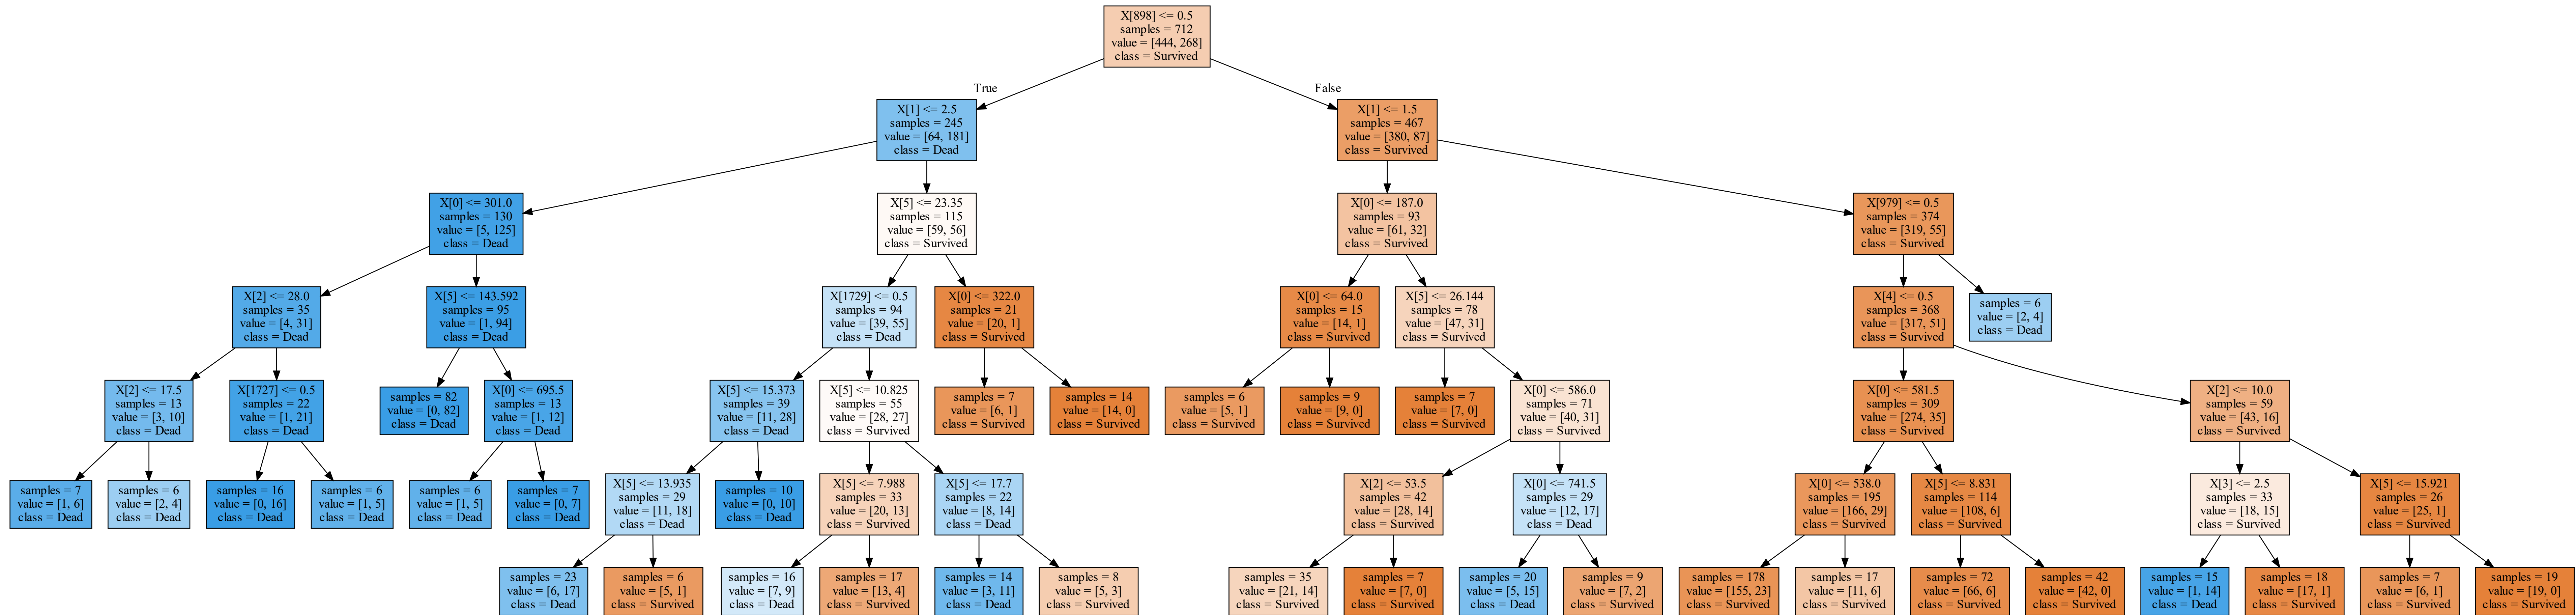 X[898] <= 0.5
samples = 712
value = [444, 268]
class = Survived
True
False
X[1] <= 2.5
samples = 245
value = [64, 181]
class = Dead
X[1] <= 1.5
samples = 467
value = [380, 87]
class = Survived
X[0] <= 301.0
samples = 130
value = [5, 125]
class = Dead
X[5] <= 23.35
samples = 115
value = [59, 56]
class = Survived
X[0] <= 187.0
samples = 93
value = [61, 32]
class = Survived
X[979] <= 0.5
samples = 374
value = [319, 55]
class = Survived
X[2] <= 28.0
samples = 35
value = [4, 31]
class = Dead
X[5] <= 143.592
samples = 95
value = [1, 94]
class = Dead
X[1729] <= 0.5
samples = 94
value = [39, 55]
class = Dead
X[0] <= 322.0
samples = 21
value = [20, 1]
class = Survived
X[0] <= 64.0
samples = 15
value = [14, 1]
class = Survived
X[5] <= 26.144
samples = 78
value = [47, 31]
class = Survived
X[4] <= 0.5
samples = 368
value = [317, 51]
class = Survived
samples = 6
value = [2, 4]
class = Dead
X[2] <= 17.5
samples = 13
value = [3, 10]
class = Dead
X[1727] <= 0.5
samples = 22
value = [1, 21]
class = Dead
samples = 82
value = [0, 82]
class = Dead
X[0] <= 695.5
samples = 13
value = [1, 12]
class = Dead
X[5] <= 15.373
samples = 39
value = [11, 28]
class = Dead
X[5] <= 10.825
samples = 55
value = [28, 27]
class = Survived
samples = 7
value = [6, 1]
class = Survived
samples = 14
value = [14, 0]
class = Survived
samples = 6
value = [5, 1]
class = Survived
samples = 9
value = [9, 0]
class = Survived
samples = 7
value = [7, 0]
class = Survived
X[0] <= 586.0
samples = 71
value = [40, 31]
class = Survived
X[0] <= 581.5
samples = 309
value = [274, 35]
class = Survived
X[2] <= 10.0
samples = 59
value = [43, 16]
class = Survived
samples = 7
value = [1, 6]
class = Dead
samples = 6
value = [2, 4]
class = Dead
samples = 16
value = [0, 16]
class = Dead
samples = 6
value = [1, 5]
class = Dead
samples = 6
value = [1, 5]
class = Dead
samples = 7
value = [0, 7]
class = Dead
X[5] <= 13.935
samples = 29
value = [11, 18]
class = Dead
samples = 10
value = [0, 10]
class = Dead
X[5] <= 7.988
samples = 33
value = [20, 13]
class = Survived
X[5] <= 17.7
samples = 22
value = [8, 14]
class = Dead
X[2] <= 53.5
samples = 42
value = [28, 14]
class = Survived
X[0] <= 741.5
samples = 29
value = [12, 17]
class = Dead
X[0] <= 538.0
samples = 195
value = [166, 29]
class = Survived
X[5] <= 8.831
samples = 114
value = [108, 6]
class = Survived
X[3] <= 2.5
samples = 33
value = [18, 15]
class = Survived
X[5] <= 15.921
samples = 26
value = [25, 1]
class = Survived
samples = 23
value = [6, 17]
class = Dead
samples = 6
value = [5, 1]
class = Survived
samples = 16
value = [7, 9]
class = Dead
samples = 17
value = [13, 4]
class = Survived
samples = 14
value = [3, 11]
class = Dead
samples = 8
value = [5, 3]
class = Survived
samples = 35
value = [21, 14]
class = Survived
samples = 7
value = [7, 0]
class = Survived
samples = 20
value = [5, 15]
class = Dead
samples = 9
value = [7, 2]
class = Survived
samples = 178
value = [155, 23]
class = Survived
samples = 17
value = [11, 6]
class = Survived
samples = 72
value = [66, 6]
class = Survived
samples = 42
value = [42, 0]
class = Survived
samples = 15
value = [1, 14]
class = Dead
samples = 18
value = [17, 1]
class = Survived
samples = 7
value = [6, 1]
class = Survived
samples = 19
value = [19, 0]
class = Survived